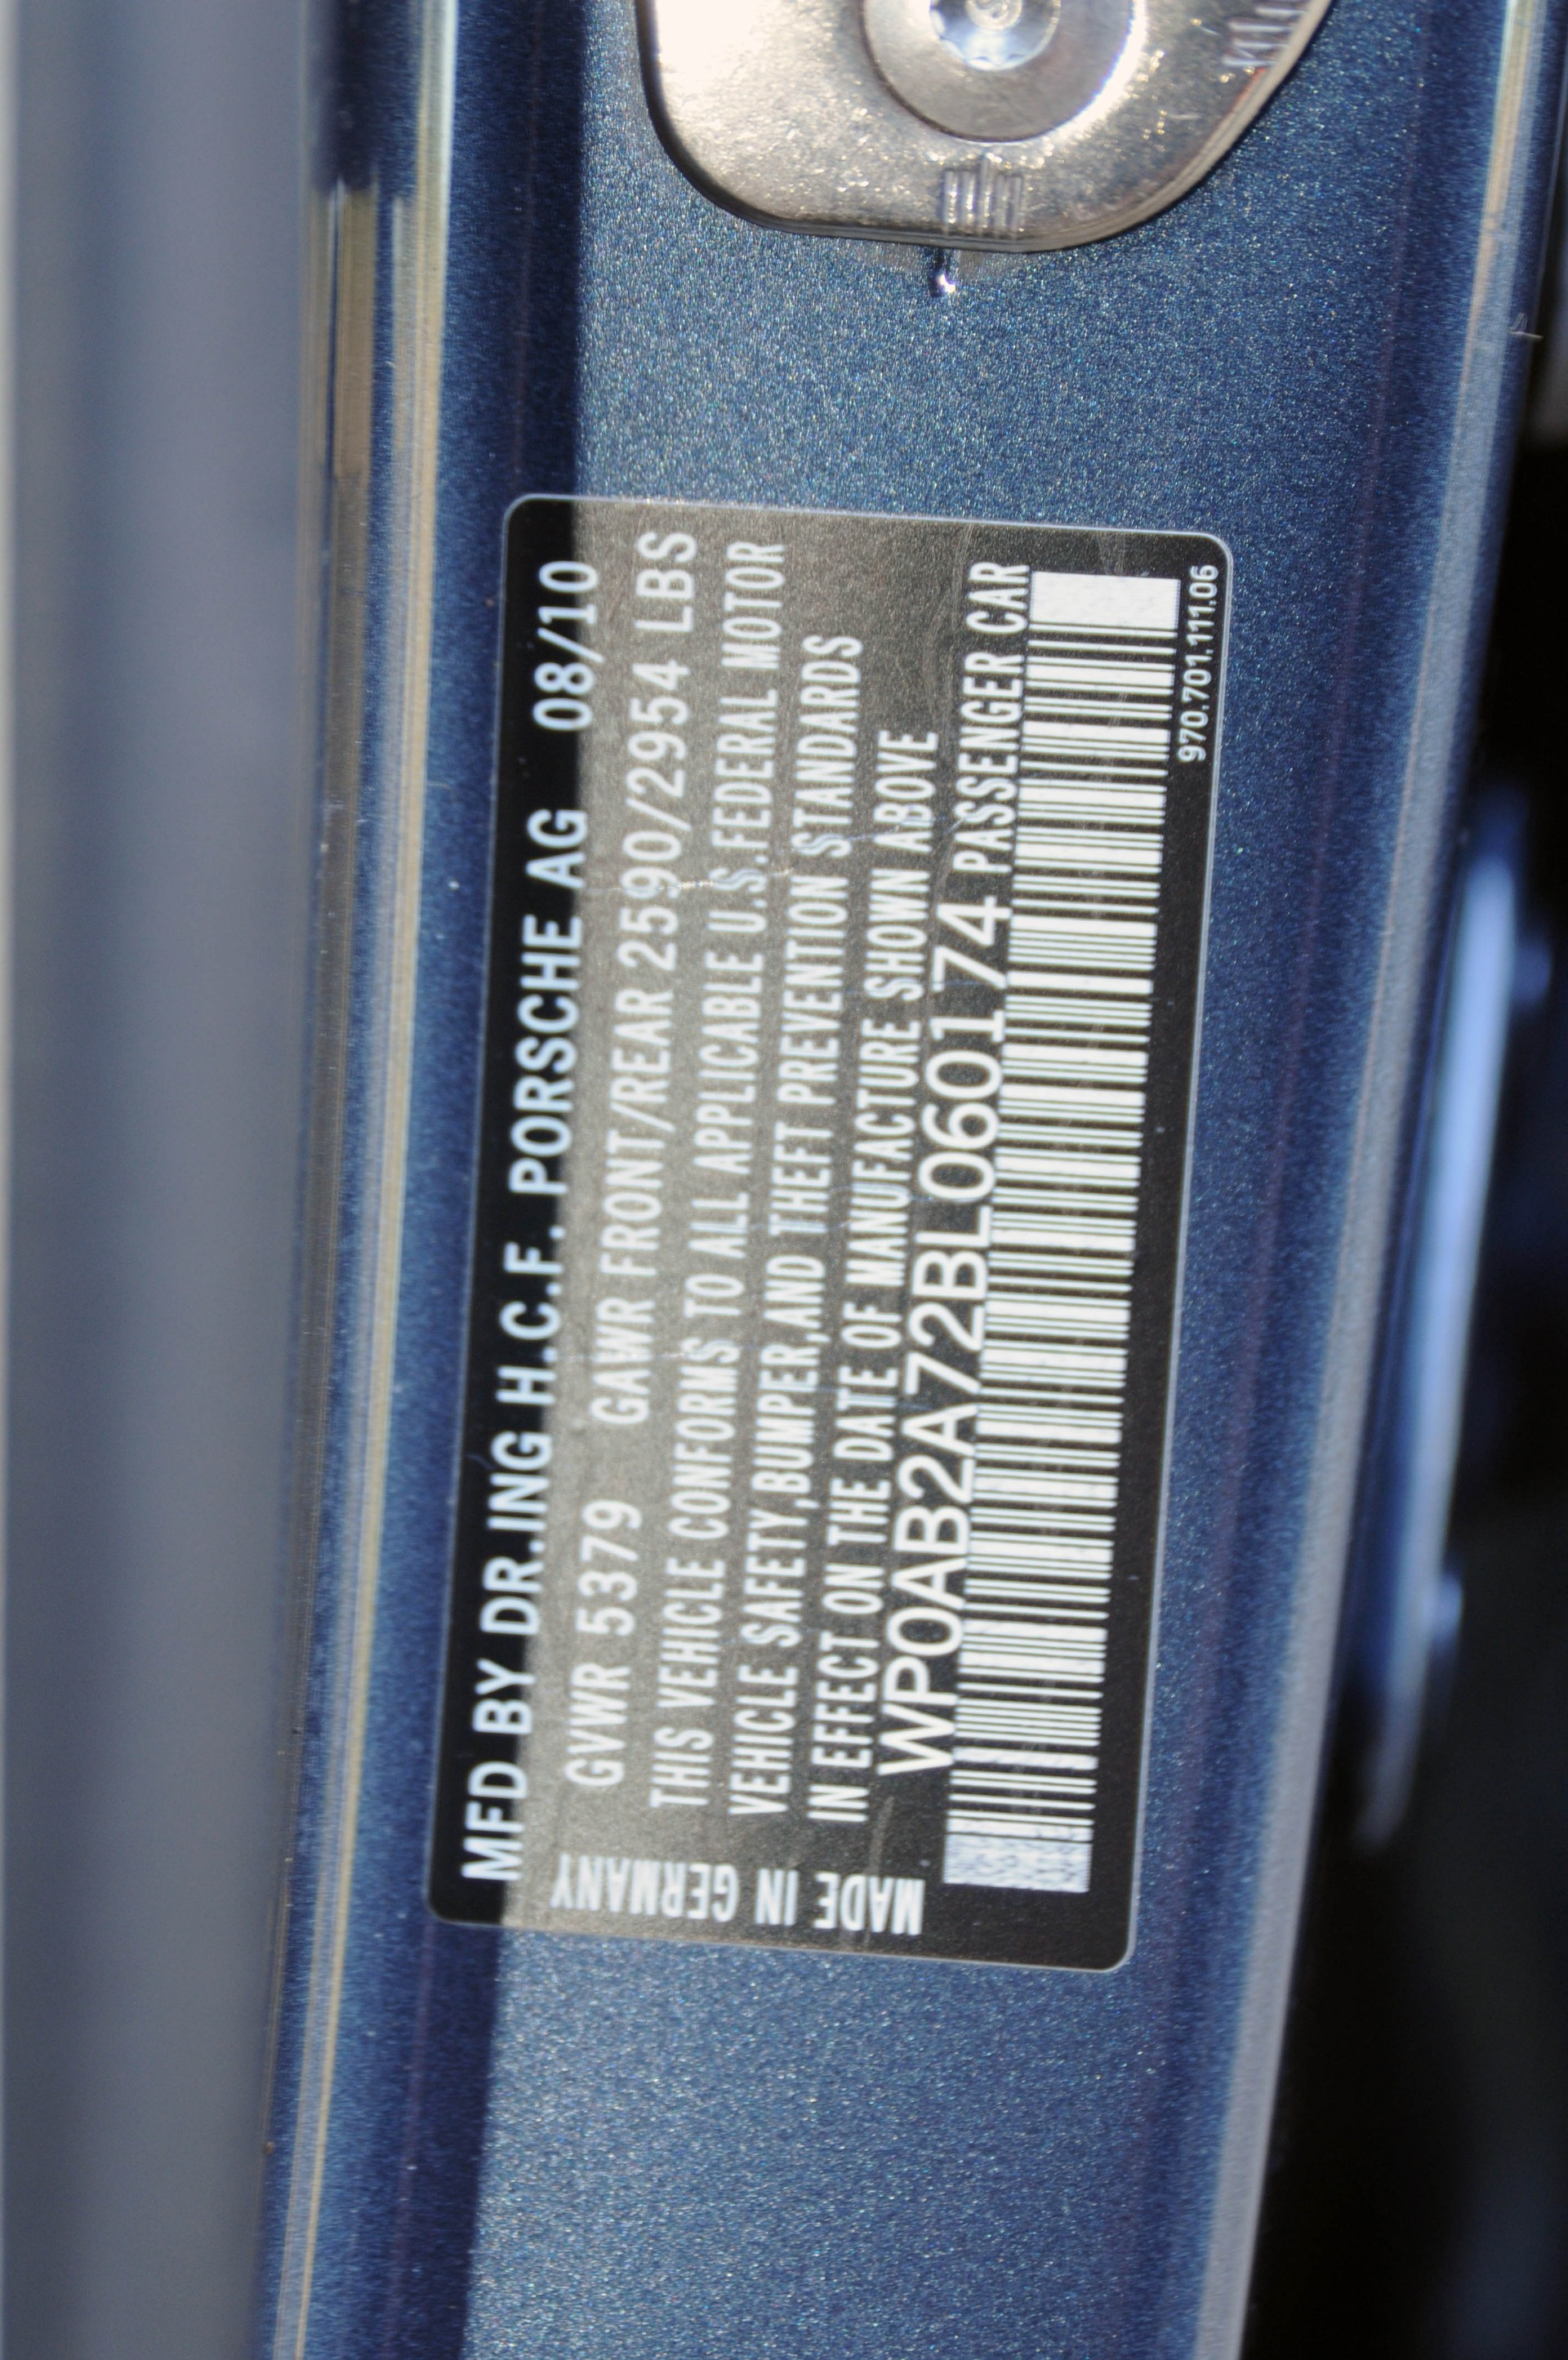 MFD BY DR.ING H.C.F. PORSCHE AG 08/10
GVWR 5379 GAWR FRONT/REAR 2590/2954 LBS
THIS VEHICLE CONFORMS TO ALL APPLICABLE U.S.FEDERAL MOTOR
VEHICLE SAFETY,BUMPER,AND THEFT PREVENTION STANDARDS
IN EFFECT ON THE DATE OF MANUFACTURE SHOWN ABOVE
WP0AB2A72BL060174 PASSENGER CAR
970.701.111.06
MADE IN GERMANY